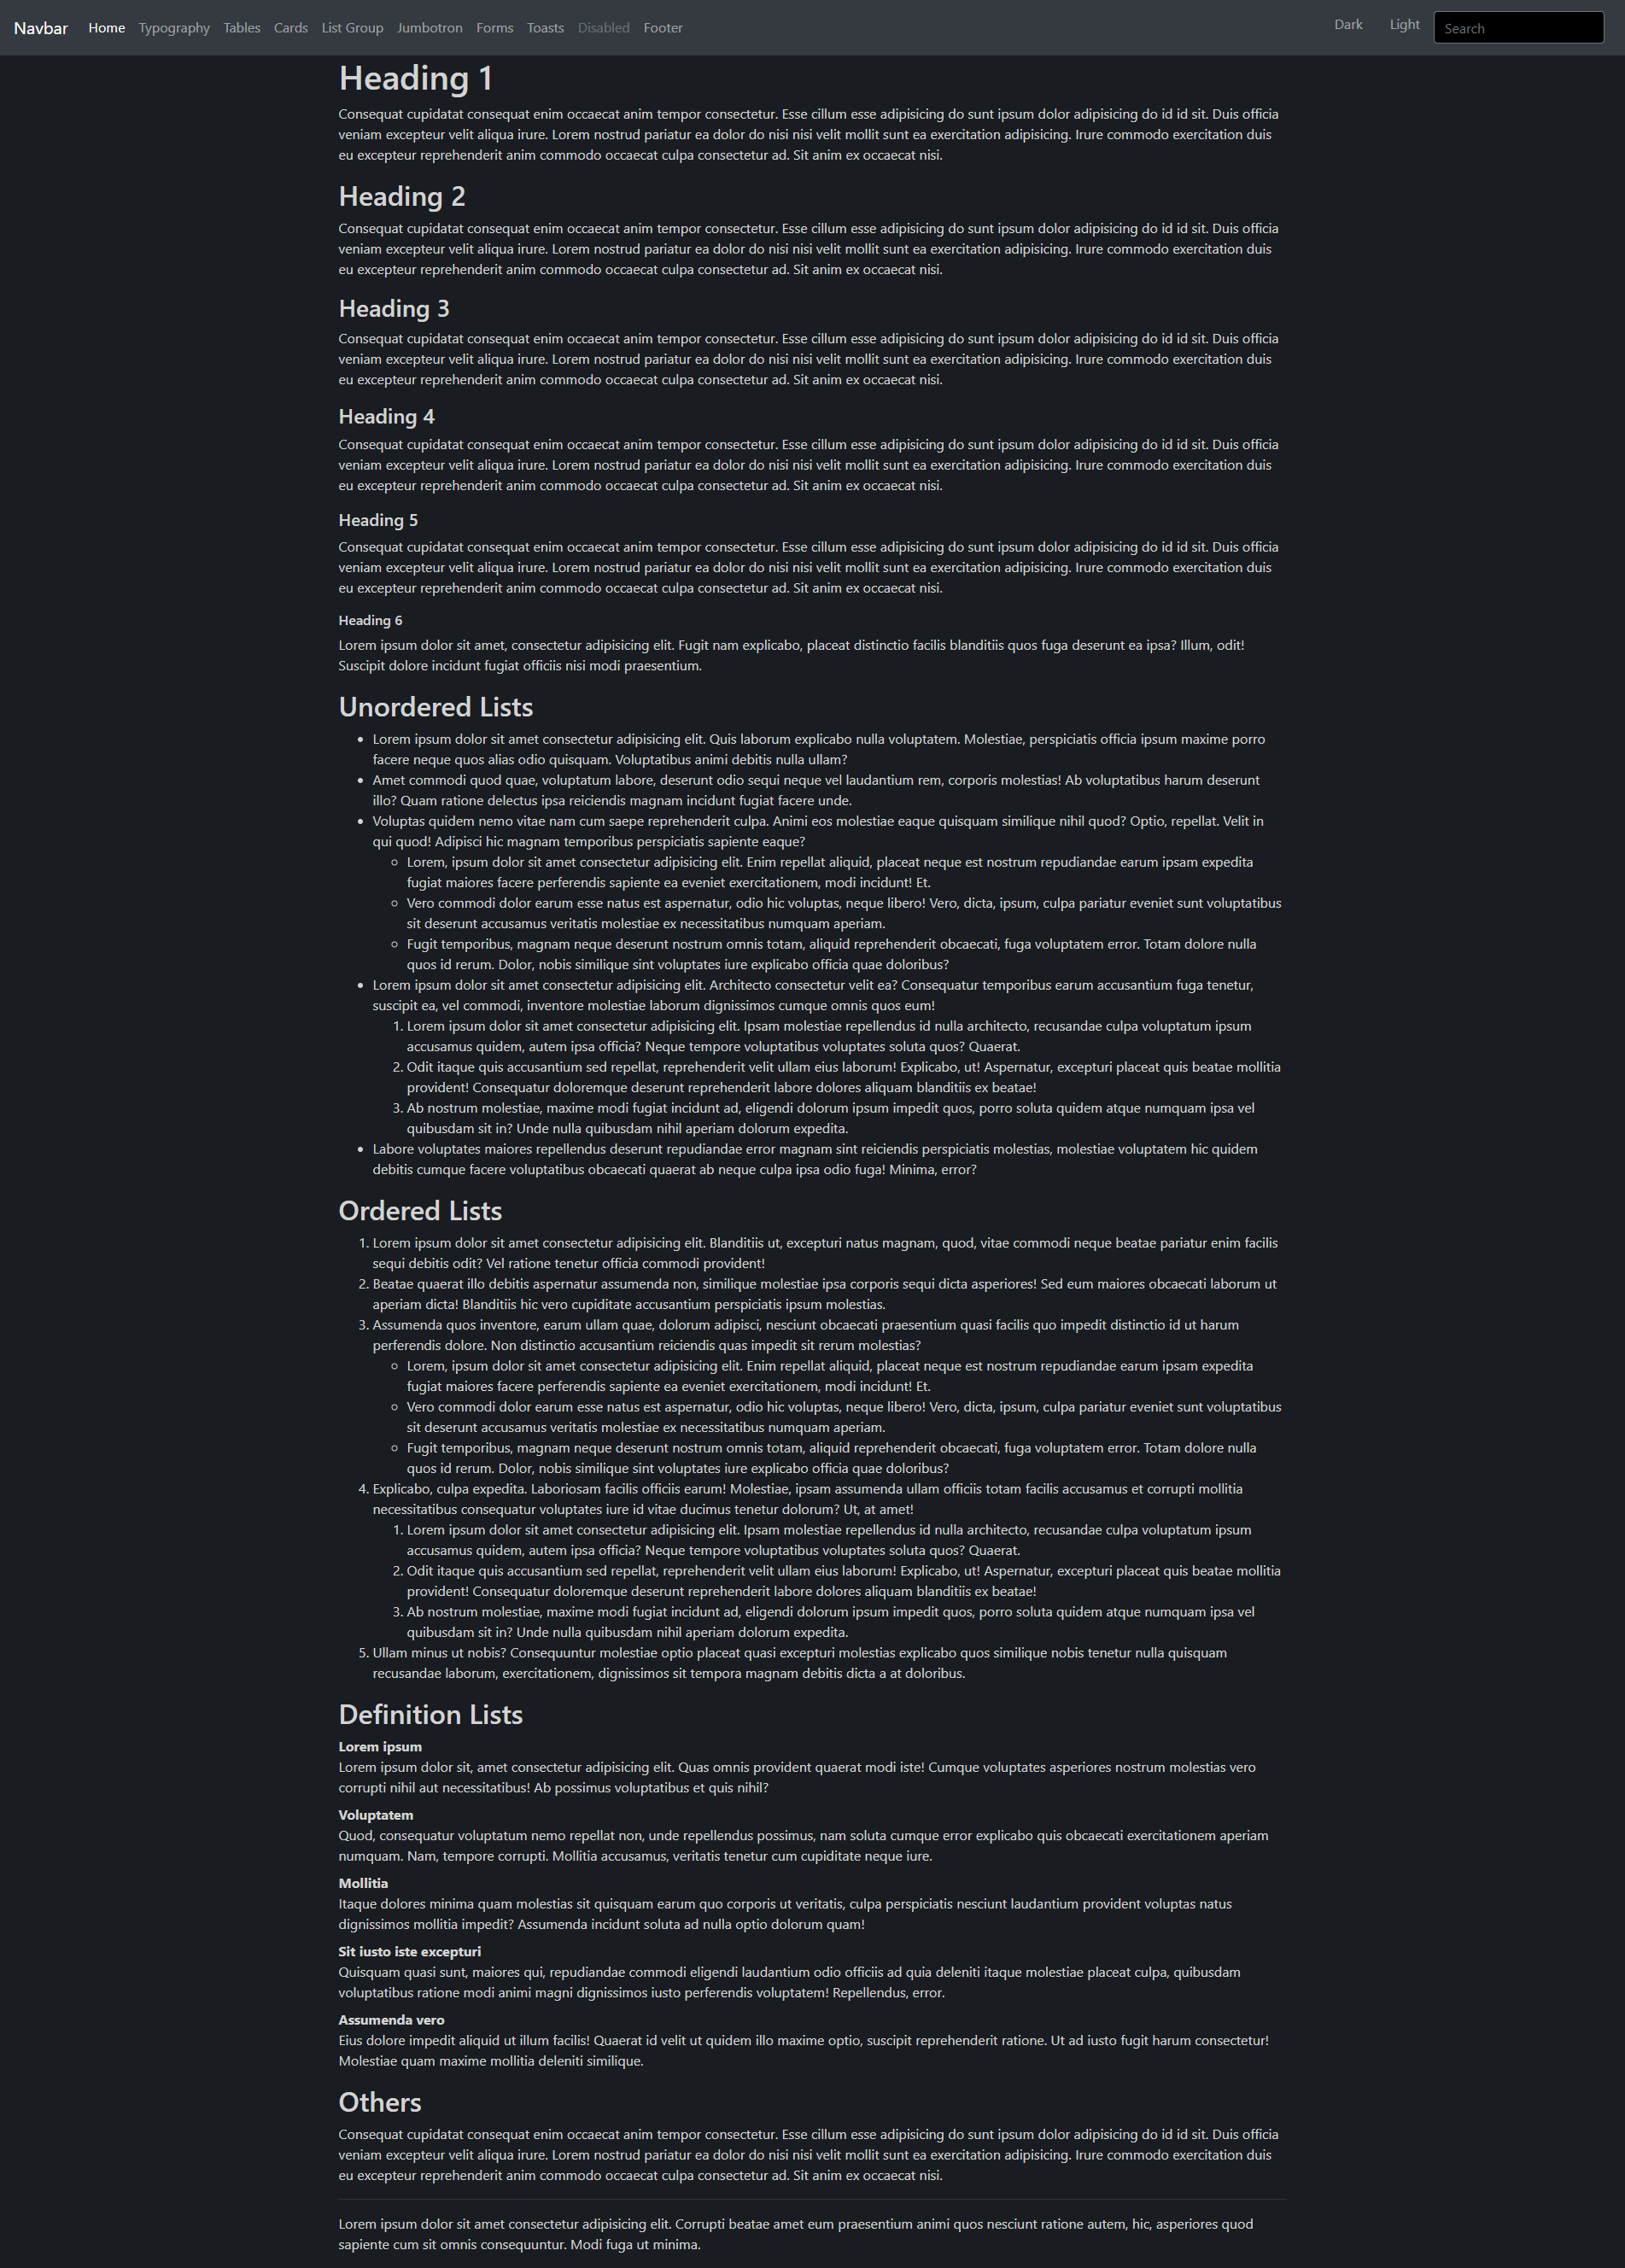 Navbar Home Typography Tables Cards List Group Jumbotron Forms Toasts Disabled Footer Dark Light Search
Heading 1
Consequat cupidatat consequat enim occaecat anim tempor consectetur. Esse cillum esse adipisicing do sunt ipsum dolor adipisicing do id id sit. Duis officia
veniam excepteur velit aliqua irure. Lorem nostrud pariatur ea dolor do nisi nisi velit mollit sunt ea exercitation adipisicing. Irure commodo exercitation duis
eu excepteur reprehenderit anim commodo occaecat culpa consectetur ad. Sit anim ex occaecat nisi.
Heading 2
Consequat cupidatat consequat enim occaecat anim tempor consectetur. Esse cillum esse adipisicing do sunt ipsum dolor adipisicing do id id sit. Duis officia
veniam excepteur velit aliqua irure. Lorem nostrud pariatur ea dolor do nisi nisi velit mollit sunt ea exercitation adipisicing. Irure commodo exercitation duis
eu excepteur reprehenderit anim commodo occaecat culpa consectetur ad. Sit anim ex occaecat nisi.
Heading 3
Consequat cupidatat consequat enim occaecat anim tempor consectetur. Esse cillum esse adipisicing do sunt ipsum dolor adipisicing do id id sit. Duis officia
veniam excepteur velit aliqua irure. Lorem nostrud pariatur ea dolor do nisi nisi velit mollit sunt ea exercitation adipisicing. Irure commodo exercitation duis
eu excepteur reprehenderit anim commodo occaecat culpa consectetur ad. Sit anim ex occaecat nisi.
Heading 4
Consequat cupidatat consequat enim occaecat anim tempor consectetur. Esse cillum esse adipisicing do sunt ipsum dolor adipisicing do id id sit. Duis officia
veniam excepteur velit aliqua irure. Lorem nostrud pariatur ea dolor do nisi nisi velit mollit sunt ea exercitation adipisicing. Irure commodo exercitation duis
eu excepteur reprehenderit anim commodo occaecat culpa consectetur ad. Sit anim ex occaecat nisi.
Heading 5
Consequat cupidatat consequat enim occaecat anim tempor consectetur. Esse cillum esse adipisicing do sunt ipsum dolor adipisicing do id id sit. Duis officia
veniam excepteur velit aliqua irure. Lorem nostrud pariatur ea dolor do nisi nisi velit mollit sunt ea exercitation adipisicing. Irure commodo exercitation duis
eu excepteur reprehenderit anim commodo occaecat culpa consectetur ad. Sit anim ex occaecat nisi.
Heading 6
Lorem ipsum dolor sit amet, consectetur adipisicing elit. Fugit nam explicabo, placeat distinctio facilis blanditiis quos fuga deserunt ea ipsa? Illum, odit!
Suscipit dolore incidunt fugiat officiis nisi modi praesentium.
Unordered Lists
• Lorem ipsum dolor sit amet consectetur adipisicing elit. Quis laborum explicabo nulla voluptatem. Molestiae, perspiciatis officia ipsum maxime porro
facere neque quos alias odio quisquam. Voluptatibus animi debitis nulla ullam?
• Amet commodi quod quae, voluptatum labore, deserunt odio sequi neque vel laudantium rem, corporis molestias! Ab voluptatibus harum deserunt
illo? Quam ratione delectus ipsa reiciendis magnam incidunt fugiat facere unde.
• Voluptas quidem nemo vitae nam cum saepe reprehenderit culpa. Animi eos molestiae eaque quisquam similique nihil quod? Optio, repellat. Velit in
qui quod! Adipisci hic magnam temporibus perspiciatis sapiente eaque?
◦ Lorem, ipsum dolor sit amet consectetur adipisicing elit. Enim repellat aliquid, placeat neque est nostrum repudiandae earum ipsam expedita
fugiat maiores facere perferendis sapiente ea eveniet exercitationem, modi incidunt! Et.
◦ Vero commodi dolor earum esse natus est aspernatur, odio hic voluptas, neque libero! Vero, dicta, ipsum, culpa pariatur eveniet sunt voluptatibus
sit deserunt accusamus veritatis molestiae ex necessitatibus numquam aperiam.
◦ Fugit temporibus, magnam neque deserunt nostrum omnis totam, aliquid reprehenderit obcaecati, fuga voluptatem error. Totam dolore nulla
quos id rerum. Dolor, nobis similique sint voluptates iure explicabo officia quae doloribus?
• Lorem ipsum dolor sit amet consectetur adipisicing elit. Architecto consectetur velit ea? Consequatur temporibus earum accusantium fuga tenetur,
suscipit ea, vel commodi, inventore molestiae laborum dignissimos cumque omnis quos eum!
1. Lorem ipsum dolor sit amet consectetur adipisicing elit. Ipsam molestiae repellendus id nulla architecto, recusandae culpa voluptatum ipsum
accusamus quidem, autem ipsa officia? Neque tempore voluptatibus voluptates soluta quos? Quaerat.
2. Odit itaque quis accusantium sed repellat, reprehenderit velit ullam eius laborum! Explicabo, ut! Aspernatur, excepturi placeat quis beatae mollitia
provident! Consequatur doloremque deserunt reprehenderit labore dolores aliquam blanditiis ex beatae!
3. Ab nostrum molestiae, maxime modi fugiat incidunt ad, eligendi dolorum ipsum impedit quos, porro soluta quidem atque numquam ipsa vel
quibusdam sit in? Unde nulla quibusdam nihil aperiam dolorum expedita.
• Labore voluptates maiores repellendus deserunt repudiandae error magnam sint reiciendis perspiciatis molestias, molestiae voluptatem hic quidem
debitis cumque facere voluptatibus obcaecati quaerat ab neque culpa ipsa odio fuga! Minima, error?
Ordered Lists
1. Lorem ipsum dolor sit amet consectetur adipisicing elit. Blanditiis ut, excepturi natus magnam, quod, vitae commodi neque beatae pariatur enim facilis
sequi debitis odit? Vel ratione tenetur officia commodi provident!
2. Beatae quaerat illo debitis aspernatur assumenda non, similique molestiae ipsa corporis sequi dicta asperiores! Sed eum maiores obcaecati laborum ut
aperiam dicta! Blanditiis hic vero cupiditate accusantium perspiciatis ipsum molestias.
3. Assumenda quos inventore, earum ullam quae, dolorum adipisci, nesciunt obcaecati praesentium quasi facilis quo impedit distinctio id ut harum
perferendis dolore. Non distinctio accusantium reiciendis quas impedit sit rerum molestias?
◦ Lorem, ipsum dolor sit amet consectetur adipisicing elit. Enim repellat aliquid, placeat neque est nostrum repudiandae earum ipsam expedita
fugiat maiores facere perferendis sapiente ea eveniet exercitationem, modi incidunt! Et.
◦ Vero commodi dolor earum esse natus est aspernatur, odio hic voluptas, neque libero! Vero, dicta, ipsum, culpa pariatur eveniet sunt voluptatibus
sit deserunt accusamus veritatis molestiae ex necessitatibus numquam aperiam.
◦ Fugit temporibus, magnam neque deserunt nostrum omnis totam, aliquid reprehenderit obcaecati, fuga voluptatem error. Totam dolore nulla
quos id rerum. Dolor, nobis similique sint voluptates iure explicabo officia quae doloribus?
4. Explicabo, culpa expedita. Laboriosam facilis officiis earum! Molestiae, ipsam assumenda ullam officiis totam facilis accusamus et corrupti mollitia
necessitatibus consequatur voluptates iure id vitae ducimus tenetur dolorum? Ut, at amet!
1. Lorem ipsum dolor sit amet consectetur adipisicing elit. Ipsam molestiae repellendus id nulla architecto, recusandae culpa voluptatum ipsum
accusamus quidem, autem ipsa officia? Neque tempore voluptatibus voluptates soluta quos? Quaerat.
2. Odit itaque quis accusantium sed repellat, reprehenderit velit ullam eius laborum! Explicabo, ut! Aspernatur, excepturi placeat quis beatae mollitia
provident! Consequatur doloremque deserunt reprehenderit labore dolores aliquam blanditiis ex beatae!
3. Ab nostrum molestiae, maxime modi fugiat incidunt ad, eligendi dolorum ipsum impedit quos, porro soluta quidem atque numquam ipsa vel
quibusdam sit in? Unde nulla quibusdam nihil aperiam dolorum expedita.
5. Ullam minus ut nobis? Consequuntur molestiae optio placeat quasi excepturi molestias explicabo quos similique nobis tenetur nulla quisquam
recusandae laborum, exercitationem, dignissimos sit tempora magnam debitis dicta a at doloribus.
Definition Lists
Lorem ipsum
Lorem ipsum dolor sit, amet consectetur adipisicing elit. Quas omnis provident quaerat modi iste! Cumque voluptates asperiores nostrum molestias vero
corrupti nihil aut necessitatibus! Ab possimus voluptatibus et quis nihil?
Voluptatem
Quod, consequatur voluptatum nemo repellat non, unde repellendus possimus, nam soluta cumque error explicabo quis obcaecati exercitationem aperiam
numquam. Nam, tempore corrupti. Mollitia accusamus, veritatis tenetur cum cupiditate neque iure.
Mollitia
Itaque dolores minima quam molestias sit quisquam earum quo corporis ut veritatis, culpa perspiciatis nesciunt laudantium provident voluptas natus
dignissimos mollitia impedit? Assumenda incidunt soluta ad nulla optio dolorum quam!
Sit iusto iste excepturi
Quisquam quasi sunt, maiores qui, repudiandae commodi eligendi laudantium odio officiis ad quia deleniti itaque molestiae placeat culpa, quibusdam
voluptatibus ratione modi animi magni dignissimos iusto perferendis voluptatem! Repellendus, error.
Assumenda vero
Eius dolore impedit aliquid ut illum facilis! Quaerat id velit ut quidem illo maxime optio, suscipit reprehenderit ratione. Ut ad iusto fugit harum consectetur!
Molestiae quam maxime mollitia deleniti similique.
Others
Consequat cupidatat consequat enim occaecat anim tempor consectetur. Esse cillum esse adipisicing do sunt ipsum dolor adipisicing do id id sit. Duis officia
veniam excepteur velit aliqua irure. Lorem nostrud pariatur ea dolor do nisi nisi velit mollit sunt ea exercitation adipisicing. Irure commodo exercitation duis
eu excepteur reprehenderit anim commodo occaecat culpa consectetur ad. Sit anim ex occaecat nisi.
Lorem ipsum dolor sit amet consectetur adipisicing elit. Corrupti beatae amet eum praesentium animi quos nesciunt ratione autem, hic, asperiores quod
sapiente cum sit omnis consequuntur. Modi fuga ut minima.